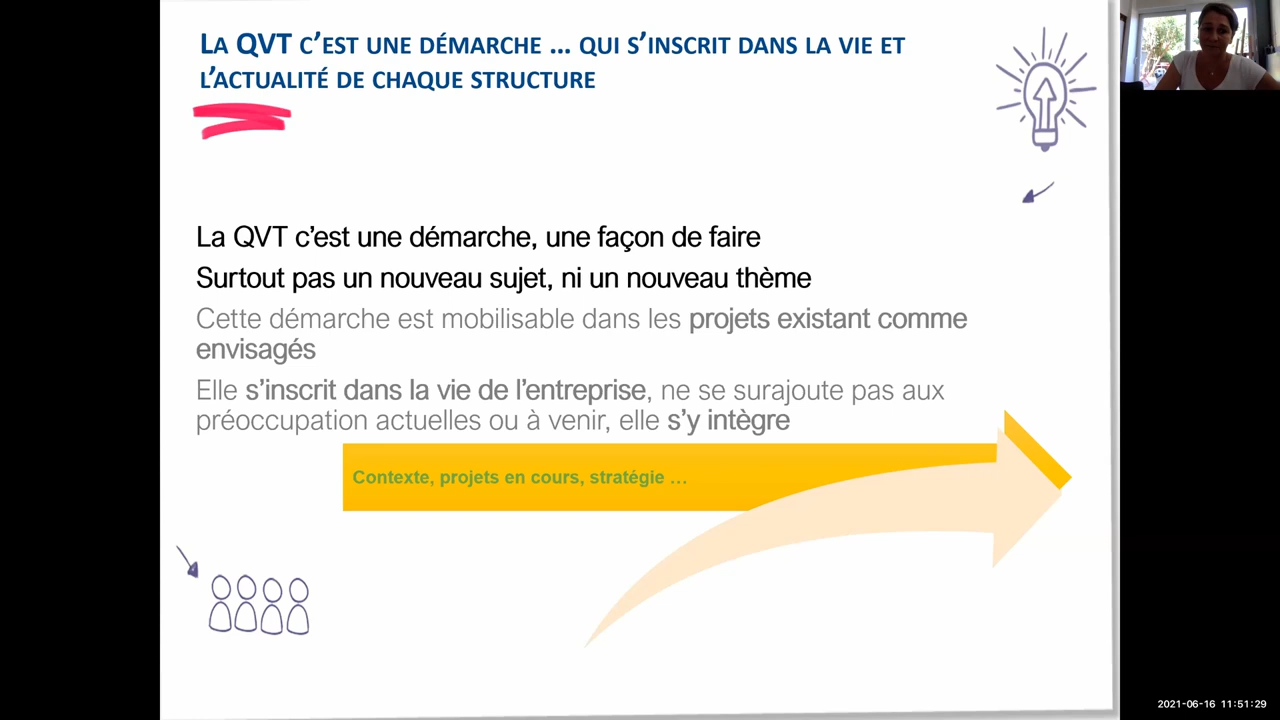 La QVT c'est une démarche ... qui s'inscrit dans la vie et
l'actualité de chaque structure
La QVT c'est une démarche, une façon de faire
Surtout pas un nouveau sujet, ni un nouveau thème
Cette démarche est mobilisable dans les projets existant comme
envisagés
Elle s'inscrit dans la vie de l'entreprise, ne se surajoute pas aux
préoccupation actuelles ou à venir, elle s'y intègre
Contexte, projets en cours, stratégie ...
2021-06-16 11:51:29